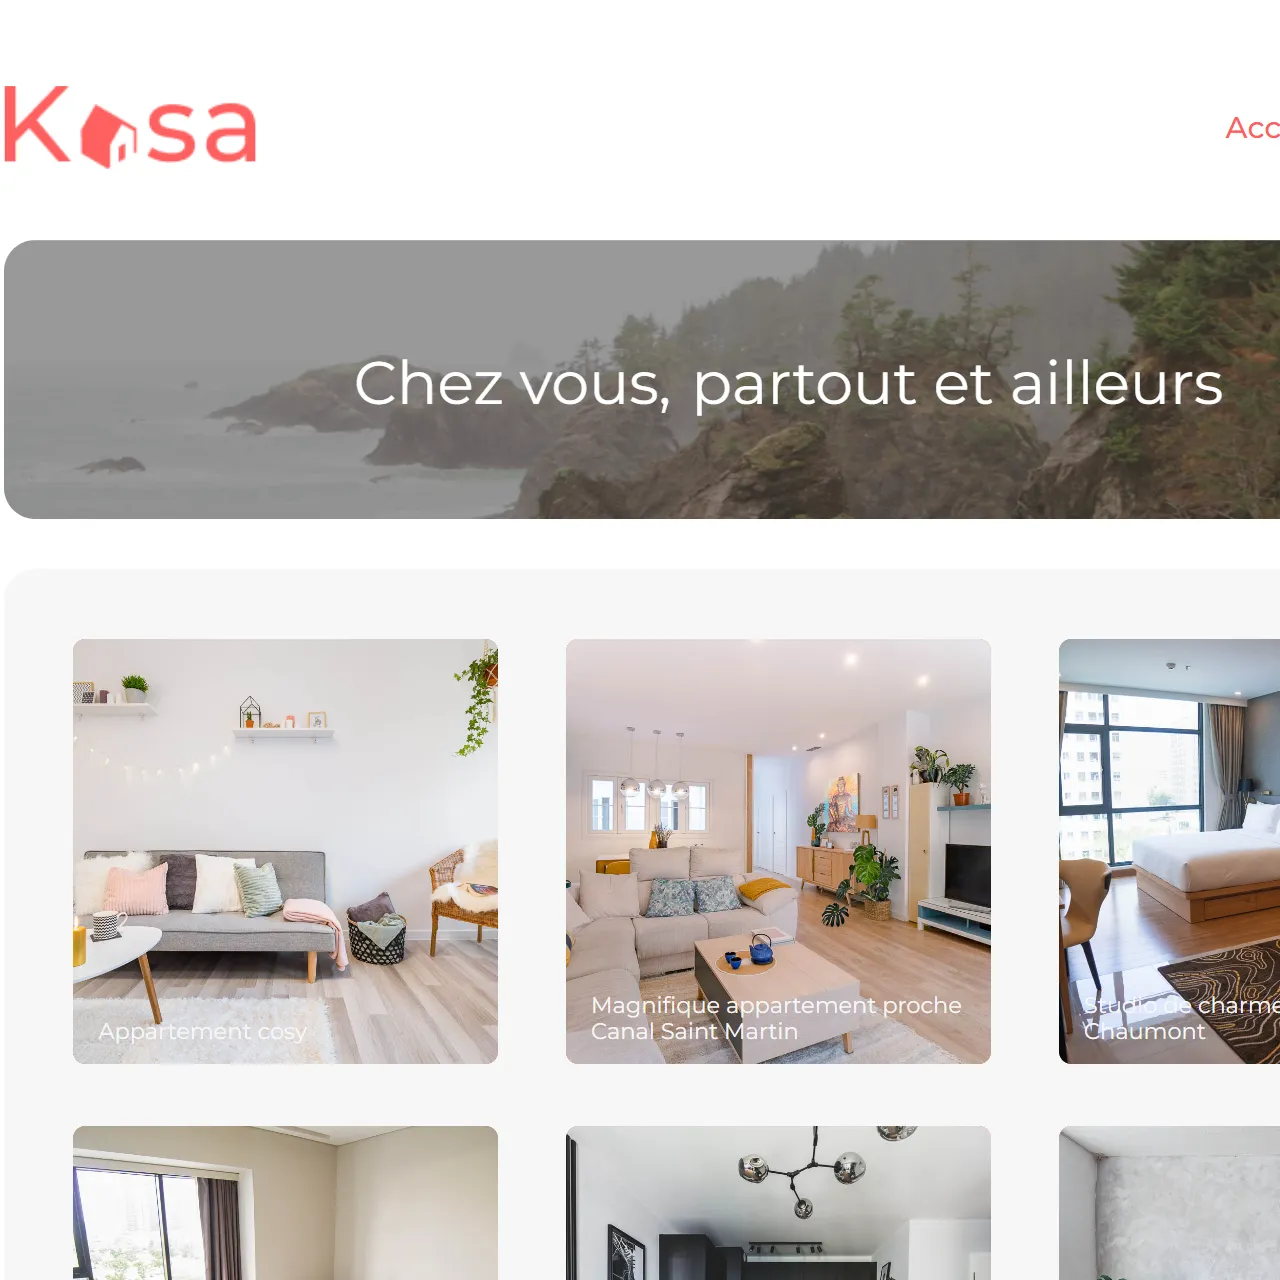 Kasa
Acc
Chez vous, partout et ailleurs
Appartement cosy
Magnifique appartement proche
Canal Saint Martin
Studio de charme
Chaumont